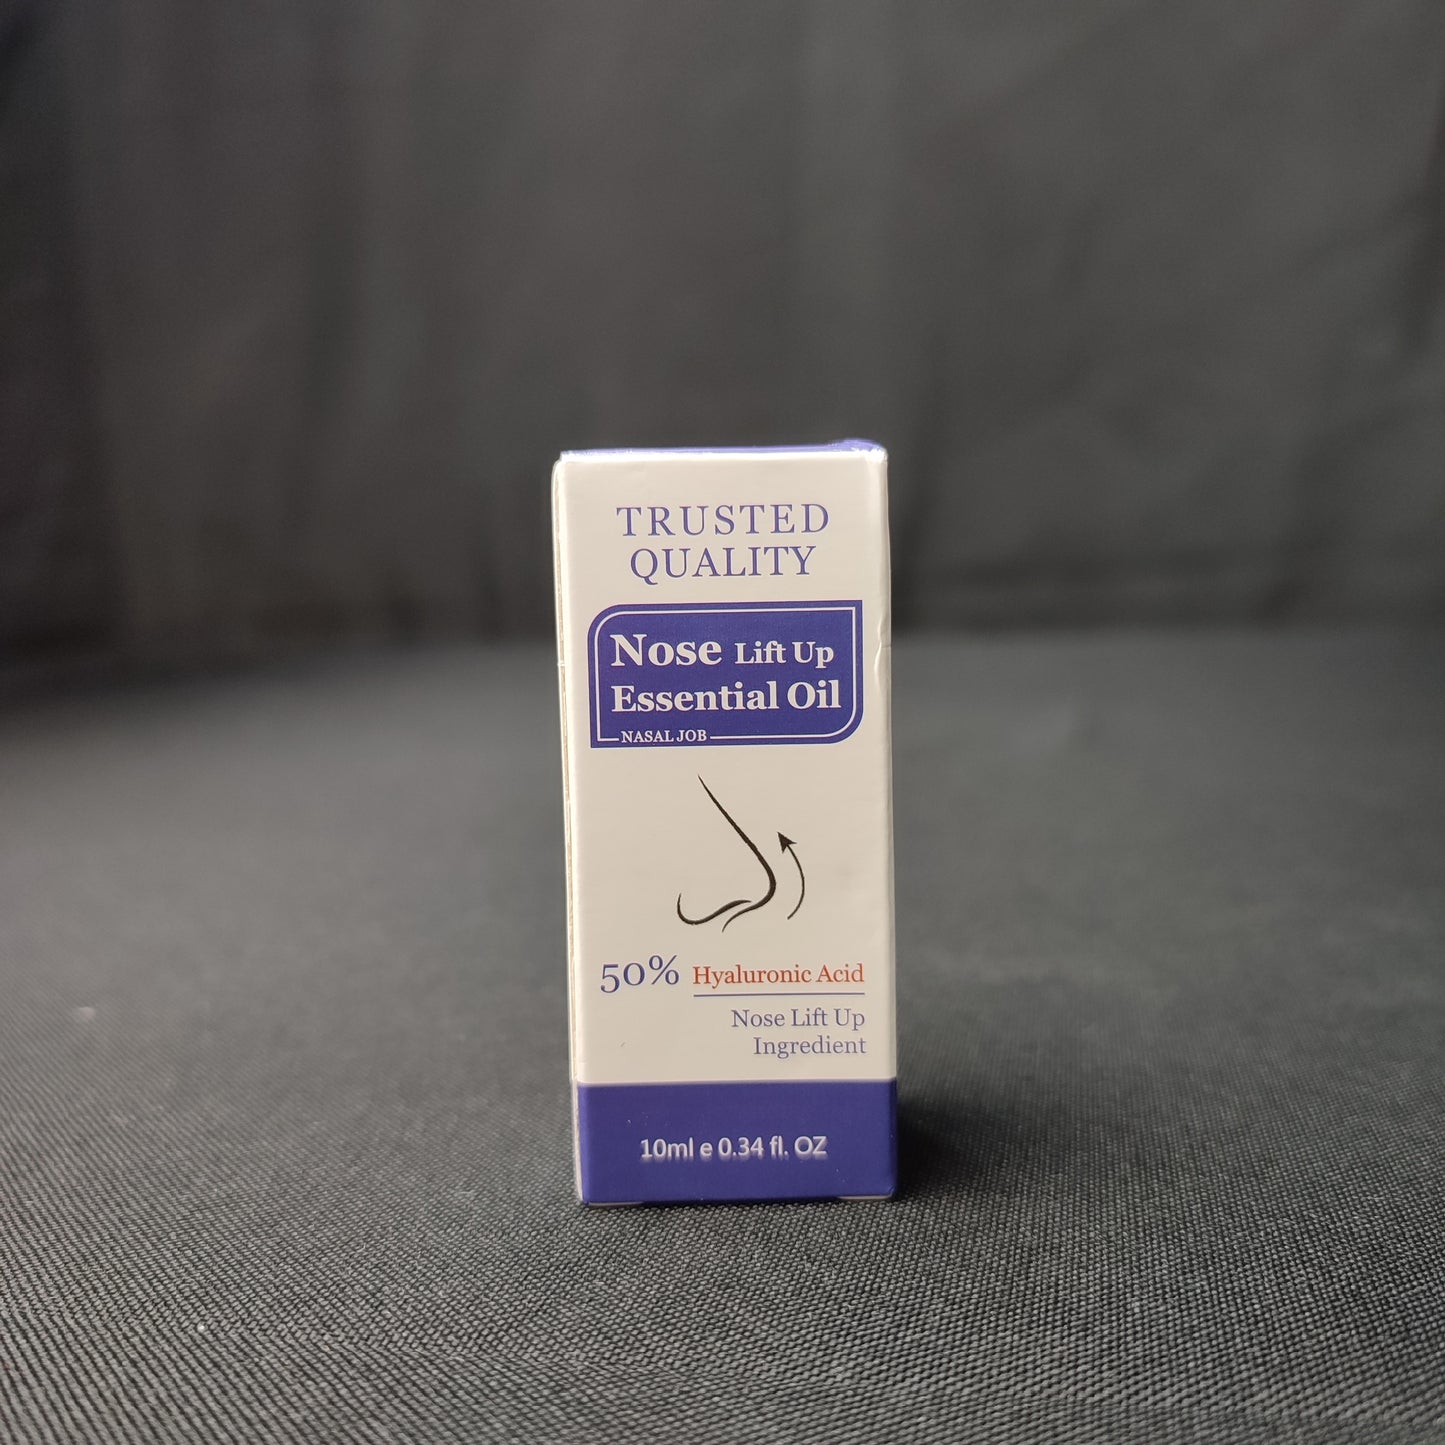 TRUSTED
QUALITY
Nose Lift Up
Essential Oil
NASAL JOB
50% Hyaluronic Acid
Nose Lift Up
Ingredient
10ml e 0.34 fl. OZ